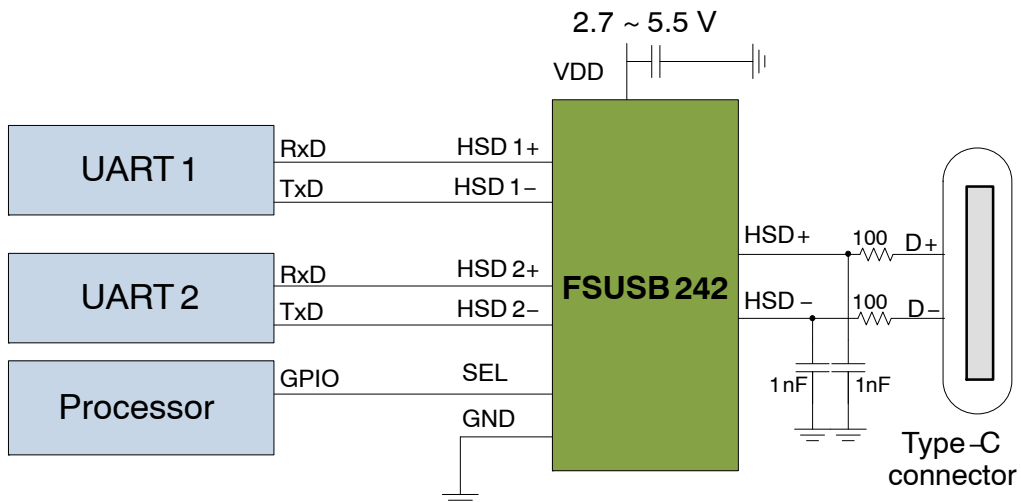 2.7 ~ 5.5 V
VDD
UART 1
RxD
HSD 1+
TxD
HSD 1−
UART 2
RxD
HSD 2+
TxD
HSD 2−
Processor
GPIO
SEL
GND
FSUSB 242
HSD+
100
D+
HSD −
100
D−
1 nF
1 nF
Type −C
connector